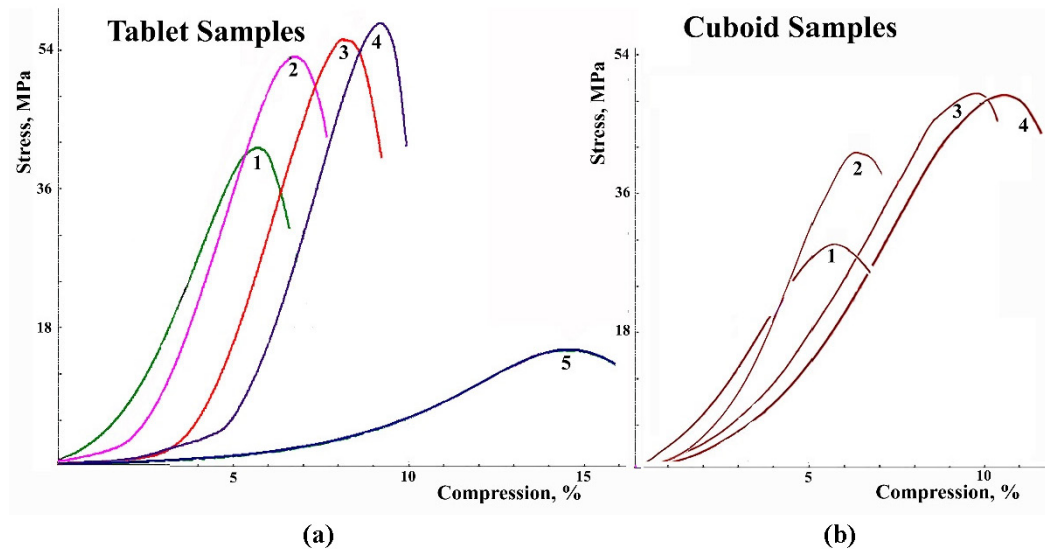 Tablet Samples
54
36
18
Stress, MPa
1
2
3
4
5
5
10
15
Compression, %
(a)
Cuboid Samples
54
36
18
Stress, MPa
1
2
3
4
5
10
Compression, %
(b)